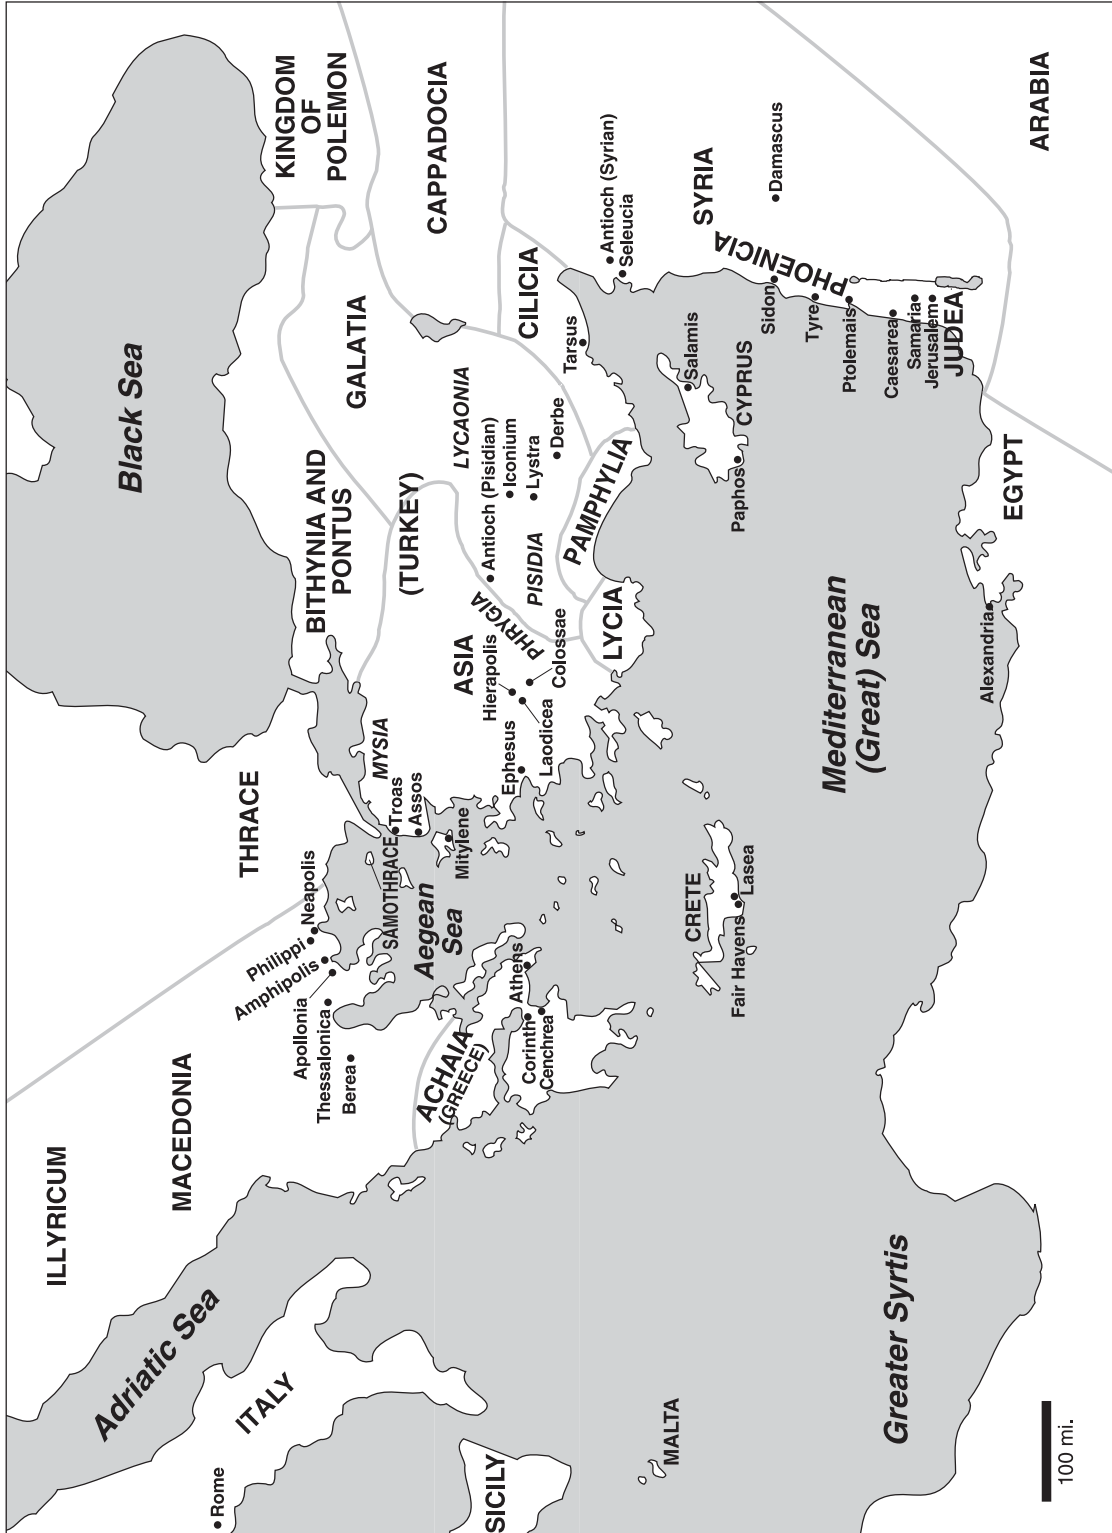 Black Sea
KINGDOM
OF
POLEMON
CAPPADOCIA
ARABIA
ILLYRICUM
MACEDONIA
THRACE
BITHYNIA AND
PONTUS
GALATIA
Adriatic Sea
ITALY
Rome
SICILY
MALTA
Greater Syrtis
Philippi
Neapolis
Amphipolis
Apollonia
Thessalonica
Berea
SAMOTHRACE
Aegean
Sea
ACHAIA
(GREECE)
Athens
Corinth
Cenchrea
MYSIA
Troas
Assos
Mitylene
(TURKEY)
ASIA
PHRYGIA
Hierapolis
Colossae
Laodicea
Ephesus
LYCAONIA
Antioch (Pisidian)
Iconium
Lystra
Derbe
PISIDIA
PAMPHYLIA
LYCIA
CILICIA
Tarsus
Antioch (Syrian)
Seleucia
SYRIA
Damascus
PHOENICIA
Sidon
Tyre
Ptolemais
Caesarea
Samaria
Jerusalem
JUDEA
Salamis
CYPRUS
Paphos
CRETE
Lasea
Fair Havens
Mediterranean
(Great) Sea
Alexandria
EGYPT
100 mi.